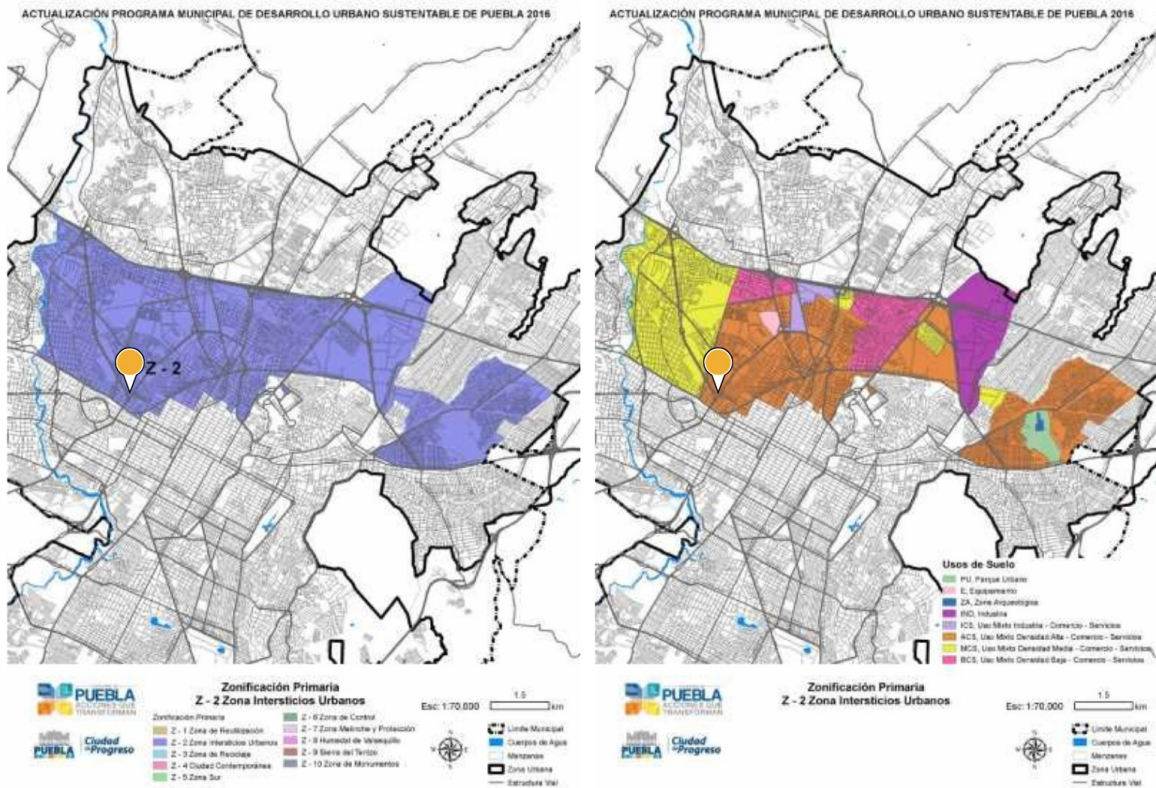 ACTUALIZACIÓN PROGRAMA MUNICIPAL DE DESARROLLO URBANO SUSTENTABLE DE PUEBLA 2016
Z - 2
PUEBLA
ACCIONES QUE
TRANSFORMAN
PUEBLA
Ciudad
de Progreso
Zonificación Primaria
Z - 2 Zona Intersticios Urbanos
Zonificación Primaria
Z - 1 Zona de Reutilización
Z - 2 Zona Intersticios Urbanos
Z - 3 Zona de Reciclaje
Z - 4 Ciudad Contemporánea
Z - 5 Zona Sur
Z - 6 Zona de Control
Z - 7 Zona Malinche y Protección
Z - 8 Humedal de Valsequillo
Z - 9 Sierra del Tentzo
Z - 10 Zona de Monumentos
Esc: 1:70,000
1.5
km
Límite Municipal
Cuerpos de Agua
Manzanas
Zona Urbana
Estructura Vial
ACTUALIZACIÓN PROGRAMA MUNICIPAL DE DESARROLLO URBANO SUSTENTABLE DE PUEBLA 2016
Usos de Suelo
PU, Parque Urbano
E, Equipamiento
ZA, Zona Arqueológica
IND, Industria
ICS, Uso Mixto Industria - Comercio - Servicios
ACS, Uso Mixto Densidad Alta - Comercio - Servicios
MCS, Uso Mixto Densidad Media - Comercio - Servicios
BCS, Uso Mixto Densidad Baja - Comercio - Servicios
PUEBLA
ACCIONES QUE
TRANSFORMAN
PUEBLA
Ciudad
de Progreso
Zonificación Primaria
Z - 2 Zona Intersticios Urbanos
Esc: 1:70,000
1.5
km
Límite Municipal
Cuerpos de Agua
Manzanas
Zona Urbana
Estructura Vial